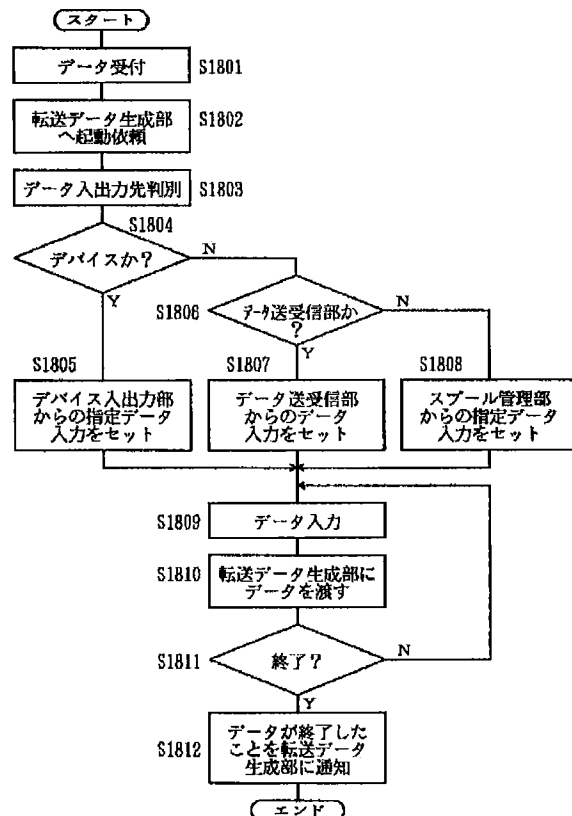 スタート
データ受付
S1801
転送データ生成部
へ起動依頼
S1802
データ入出力先判別
S1803
S1804
デバイスか?
N
Y
S1806
データ送受信部か
?
N
Y
S1805
デバイス入出力部
からの指定データ
入力をセット
S1807
データ送受信部
からのデータ
入力をセット
S1808
スプール管理部
からの指定データ
入力をセット
S1809
データ入力
S1810
転送データ生成部に
データを渡す
S1811
終了?
N
Y
S1812
データが終了した
ことを転送データ
生成部に通知
エンド